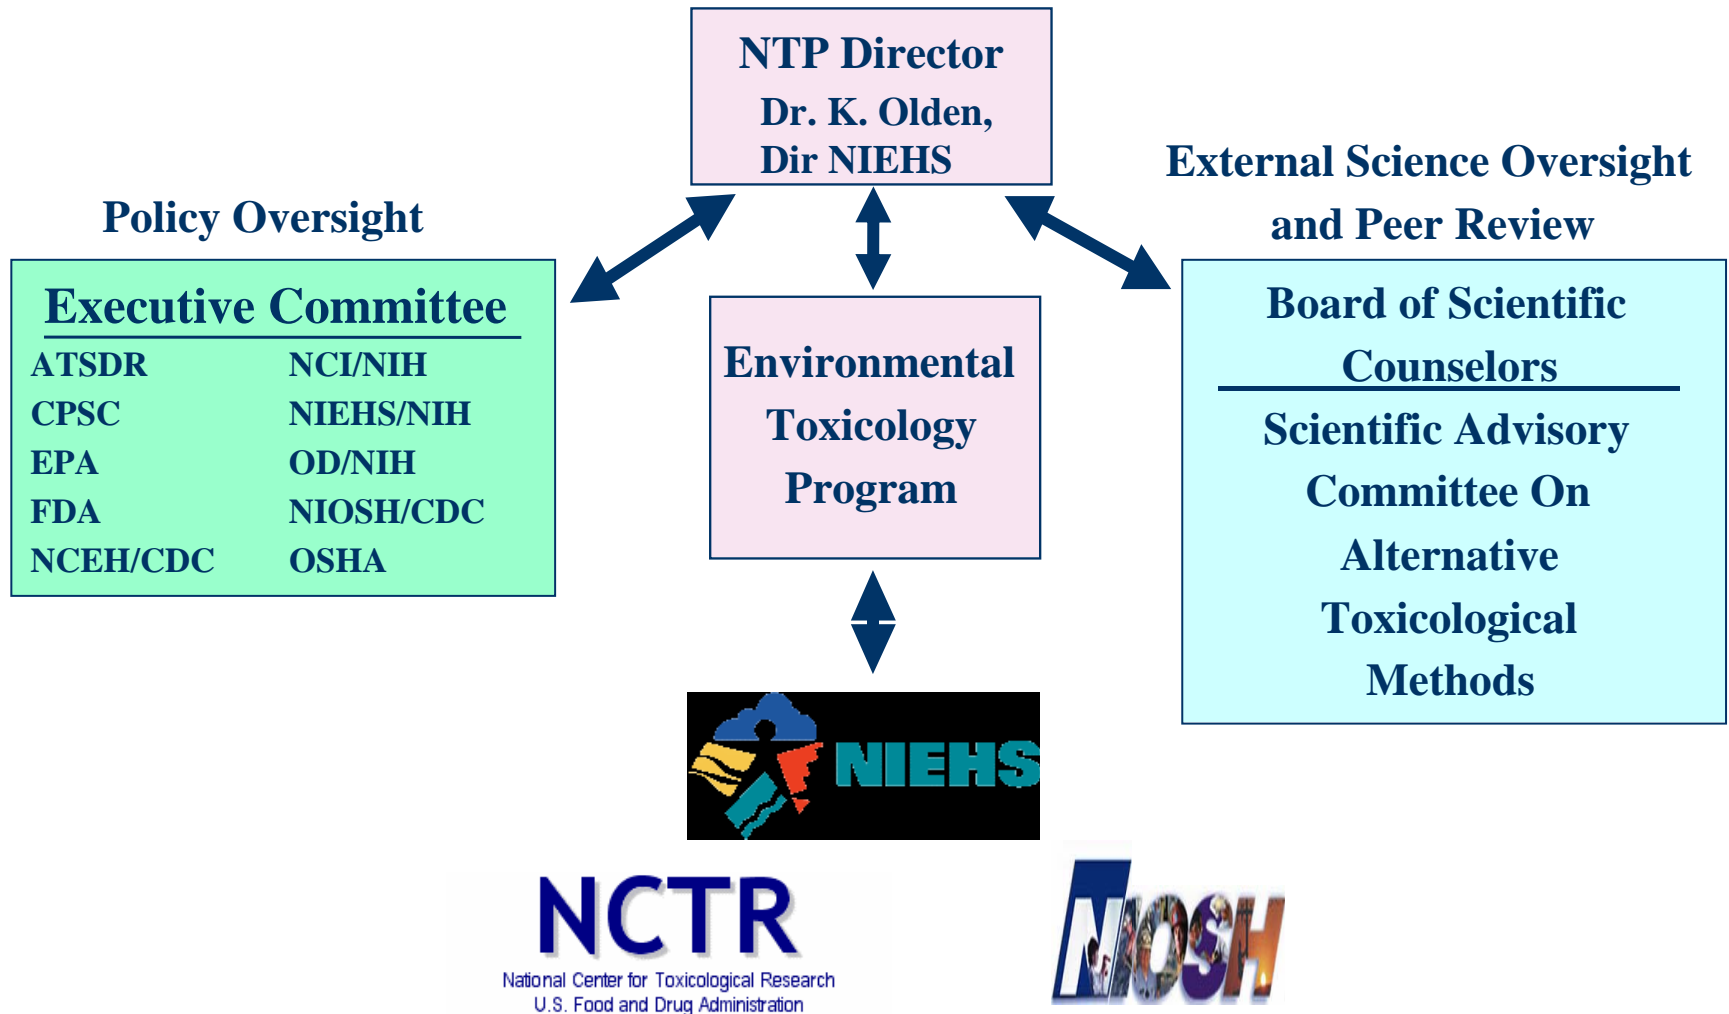 NTP Director
Dr. K. Olden,
Dir NIEHS
Policy Oversight
Executive Committee
ATSDR
CPSC
EPA
FDA
NCEH/CDC
NCI/NIH
NIEHS/NIH
OD/NIH
NIOSH/CDC
OSHA
Environmental
Toxicology
Program
External Science Oversight
and Peer Review
Board of Scientific
Counselors
Scientific Advisory
Committee On
Alternative
Toxicological
Methods
NIEHS
NCTR
National Center for Toxicological Research
U.S. Food and Drug Administration
NIOSH